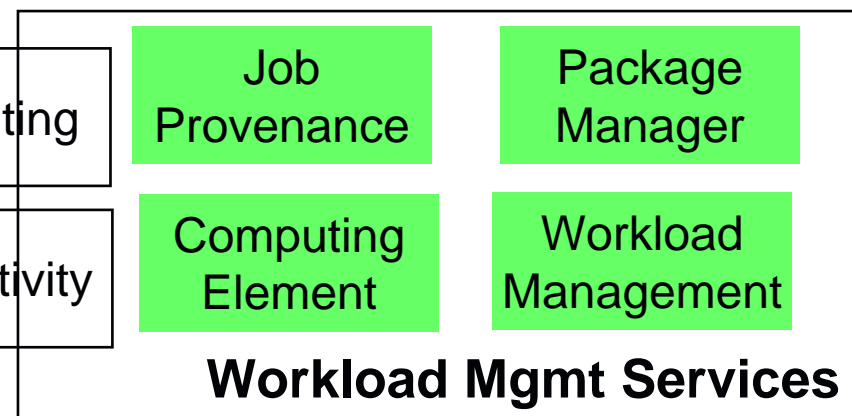 Job
Provenance
Package
Manager
ting
Computing
Element
Workload
Management
tivity
Workload Mgmt Services